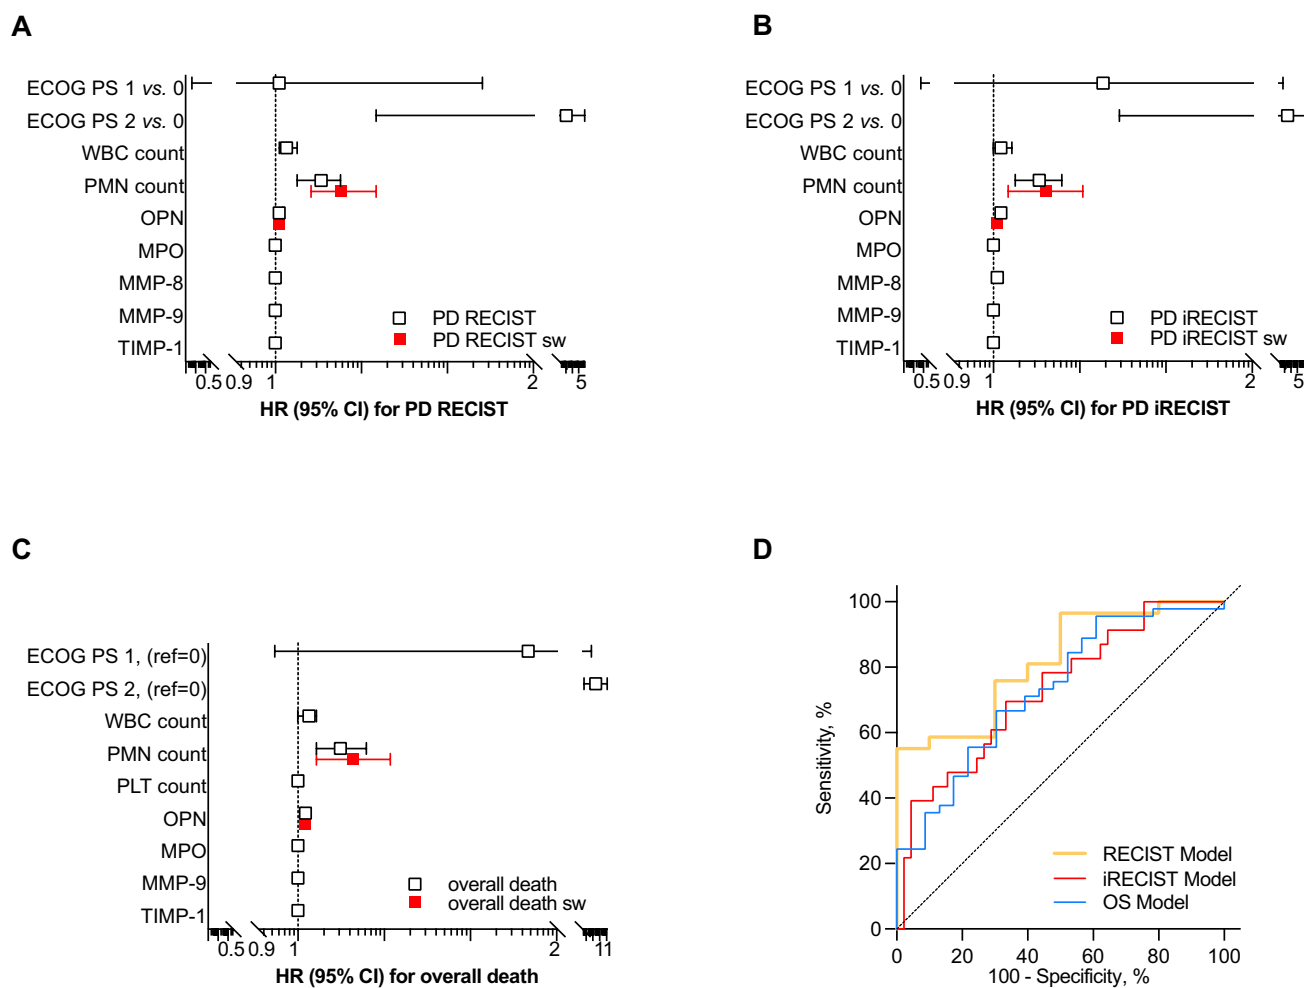 A
ECOG PS 1 vs. 0
ECOG PS 2 vs. 0
WBC count
PMN count
OPN
MPO
MMP-8
MMP-9
TIMP-1
PD RECIST
PD RECIST sw
0.5 0.9 1 2 5
HR (95% CI) for PD RECIST
B
ECOG PS 1 vs. 0
ECOG PS 2 vs. 0
WBC count
PMN count
OPN
MPO
MMP-8
MMP-9
TIMP-1
PD iRECIST
PD iRECIST sw
0.5 0.9 1 2 5
HR (95% CI) for PD iRECIST
C
ECOG PS 1, (ref=0)
ECOG PS 2, (ref=0)
WBC count
PMN count
PLT count
OPN
MPO
MMP-9
TIMP-1
overall death
overall death sw
0.5 0.9 1 2 11
HR (95% CI) for overall death
D
Sensitivity, %
100
80
60
40
20
0
RECIST Model
iRECIST Model
OS Model
0 20 40 60 80 100
100 - Specificity, %